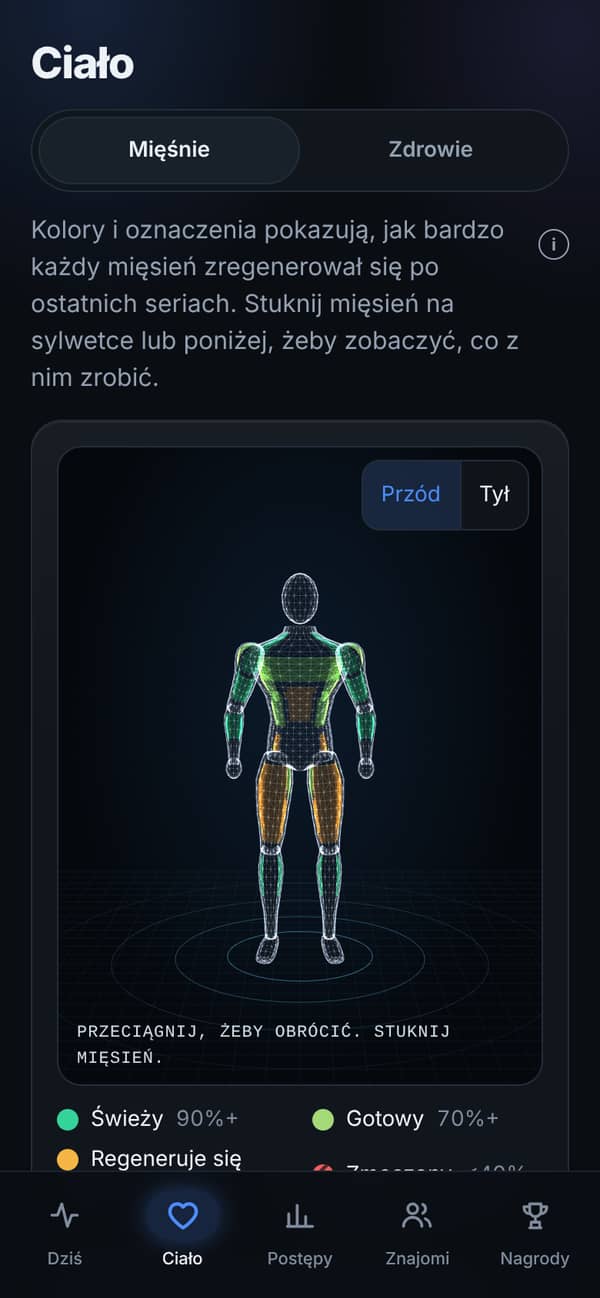 Ciało
Mięśnie
Zdrowie
Kolory i oznaczenia pokazują, jak bardzo
każdy mięsień zregenerował się po
ostatnich seriach. Stuknij mięsień na
sylwetce lub poniżej, żeby zobaczyć, co z
nim zrobić.
i
Przód
Tył
PRZECIĄGNIJ, ŻEBY OBRÓCIĆ. STUKNIJ
MIĘSIEŃ.
Świeży 90%+
Gotowy 70%+
Regeneruje się
Dziś
Ciało
Postępy
Znajomi
Nagrody